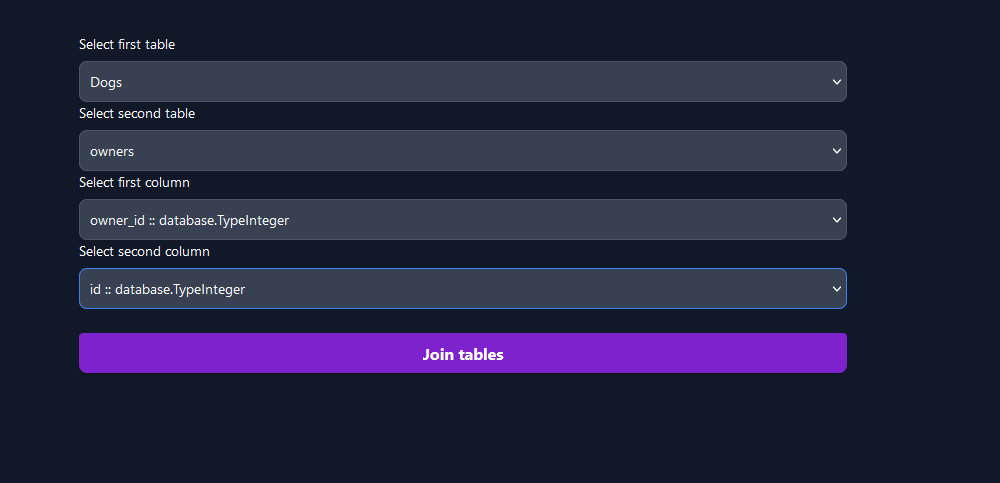 Select first table
Dogs
Select second table
owners
Select first column
owner_id :: database.TypeInteger
Select second column
id :: database.TypeInteger
Join tables